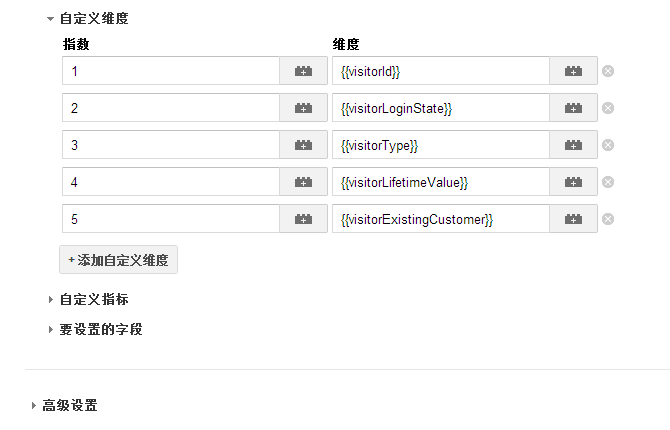 自定义维度
指数 维度
1 {{visitorId}}
2 {{visitorLoginState}}
3 {{visitorType}}
4 {{visitorLifetimeValue}}
5 {{visitorExistingCustomer}}
+ 添加自定义维度
自定义指标
要设置的字段
高级设置